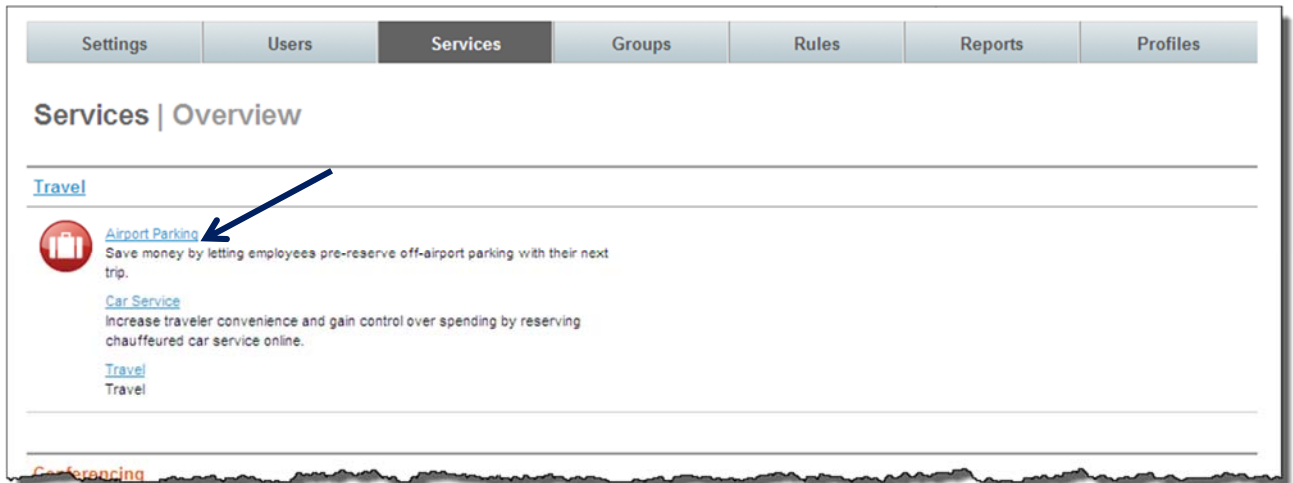 Settings Users Services Groups Rules Reports Profiles
Services | Overview
Travel
Airport Parking
Save money by letting employees pre-reserve off-airport parking with their next
trip.
Car Service
Increase traveler convenience and gain control over spending by reserving
chauffeured car service online.
Travel
Travel
Conferencing